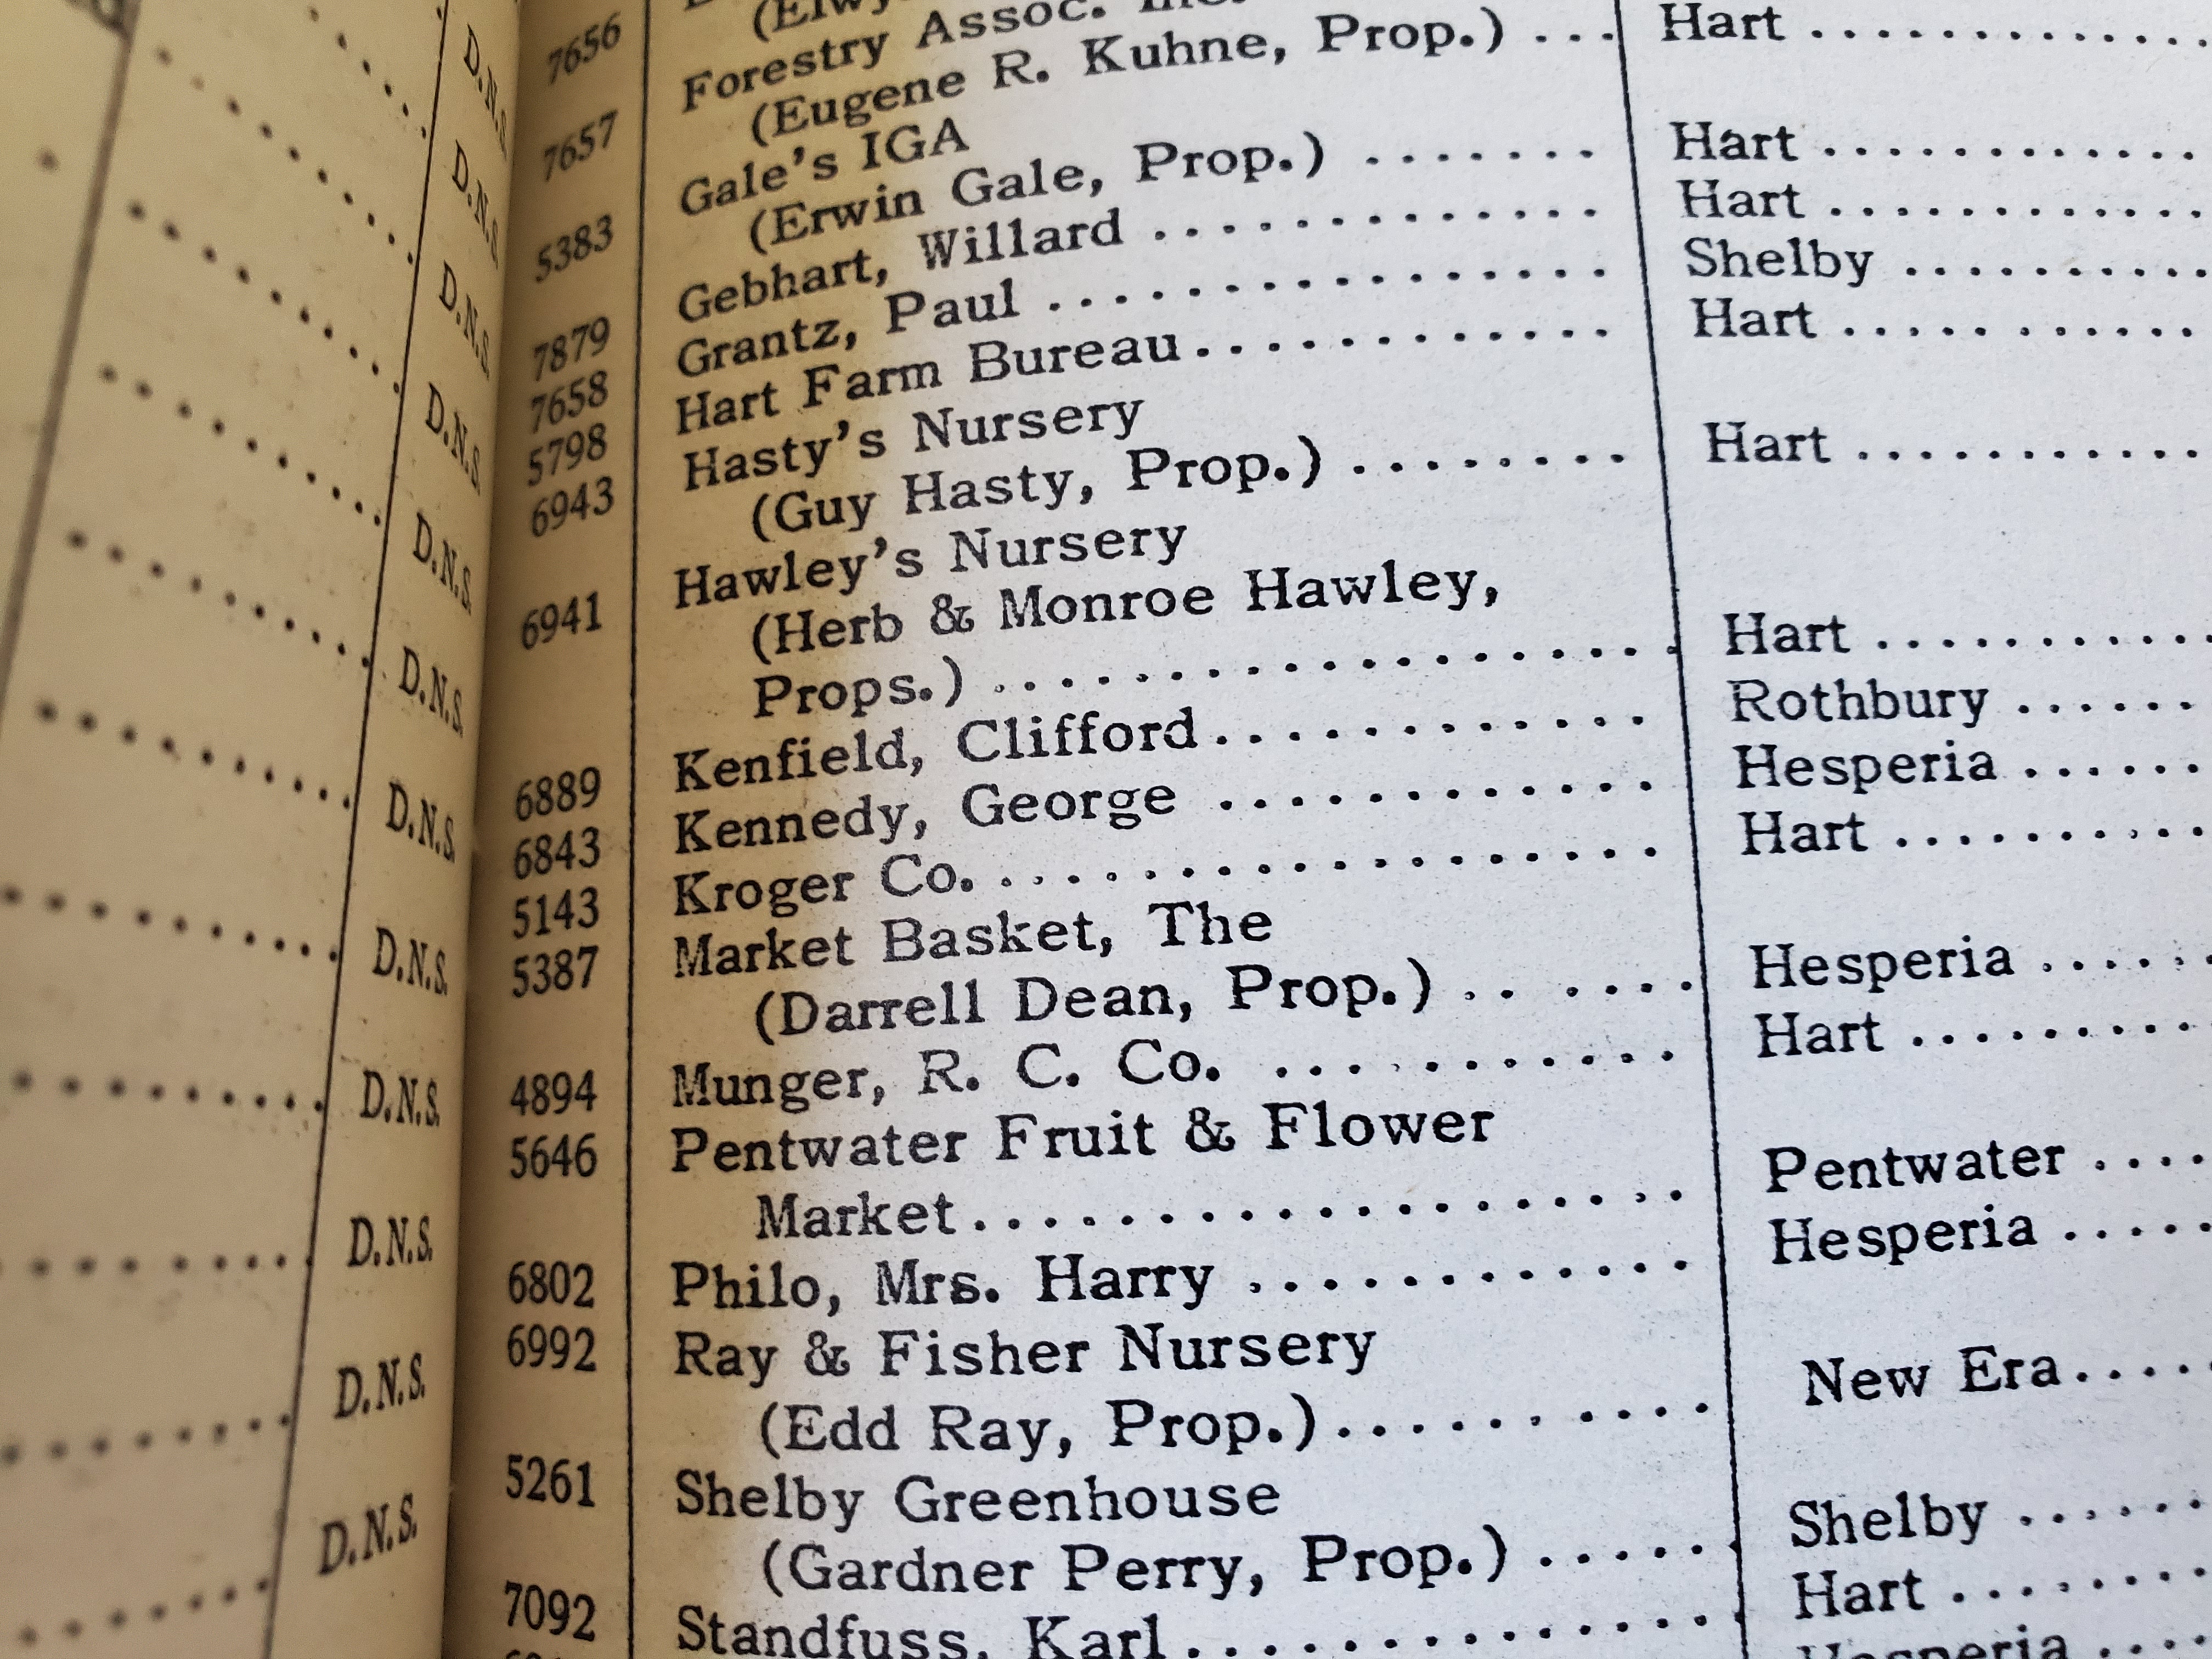 D.N.S.
D.N.S.
D.N.S.
D.N.S.
D.N.S.
D.N.S.
D.N.S.
D.N.S.
D.N.S.
D.N.S.
D.N.S.
D.N.S.
7656
7657 Forestry Assoc. Inc.
(Eugene R. Kuhne, Prop.) ... Hart ............
5383 Gale's IGA
(Erwin Gale, Prop.) ....... Hart ............
7879 Gebhart, Willard ............. Hart ............
7658 Grantz, Paul ................ Shelby ..........
5798 Hart Farm Bureau............ Hart ...........
6943 Hasty's Nursery
(Guy Hasty, Prop.) ........ Hart ...........
6941 Hawley's Nursery
(Herb & Monroe Hawley,
Props.) ................... Hart ...........
6889 Kenfield, Clifford............ Rothbury ......
6843 Kennedy, George ............ Hesperia ......
5143 Kroger Co................... Hart ..........
5387 Market Basket, The
(Darrell Dean, Prop.) .. .... Hesperia ......
4894 Munger, R. C. Co. ........... Hart .........
5646 Pentwater Fruit & Flower
Market.................. Pentwater ....
6802 Philo, Mrs. Harry ............ Hesperia .....
6992 Ray & Fisher Nursery
(Edd Ray, Prop.)........... New Era.....
5261 Shelby Greenhouse
(Gardner Perry, Prop.) ...... Shelby ......
7092 Standfuss, Karl.............. Hart .........
Hesperia ....